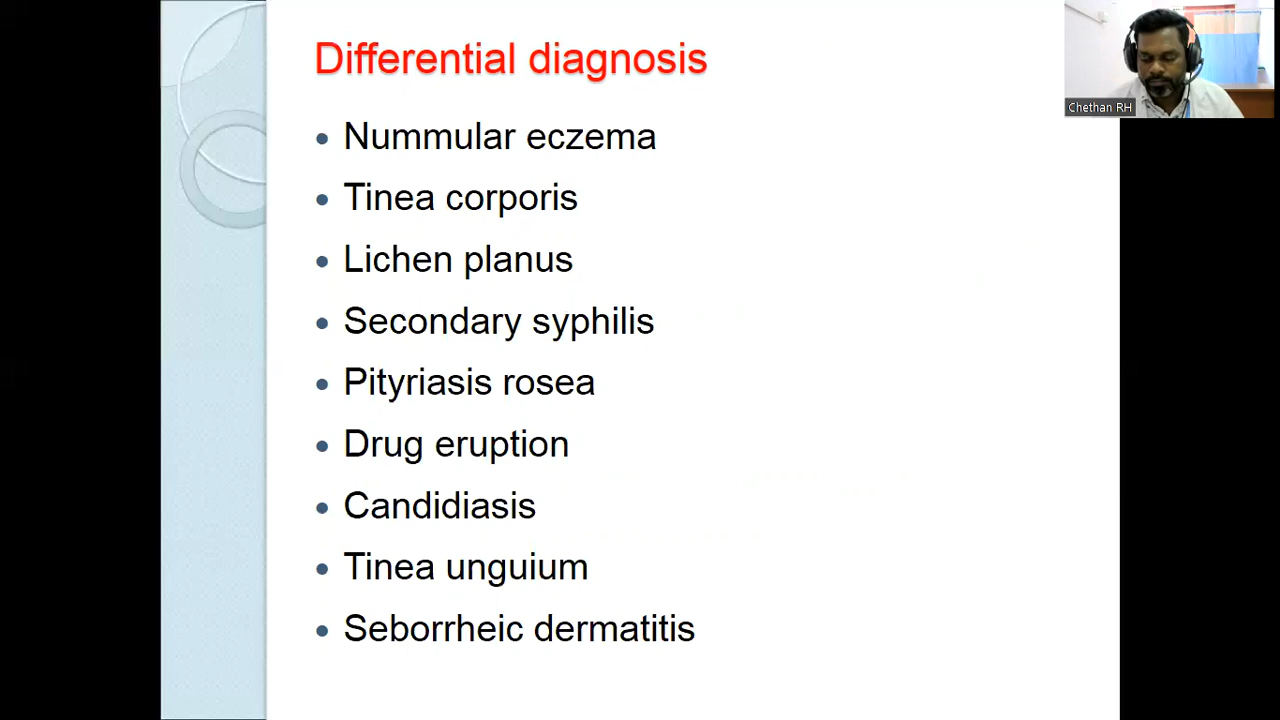 Differential diagnosis
Chethan RH
• Nummular eczema
• Tinea corporis
• Lichen planus
• Secondary syphilis
• Pityriasis rosea
• Drug eruption
• Candidiasis
• Tinea unguium
• Seborrheic dermatitis